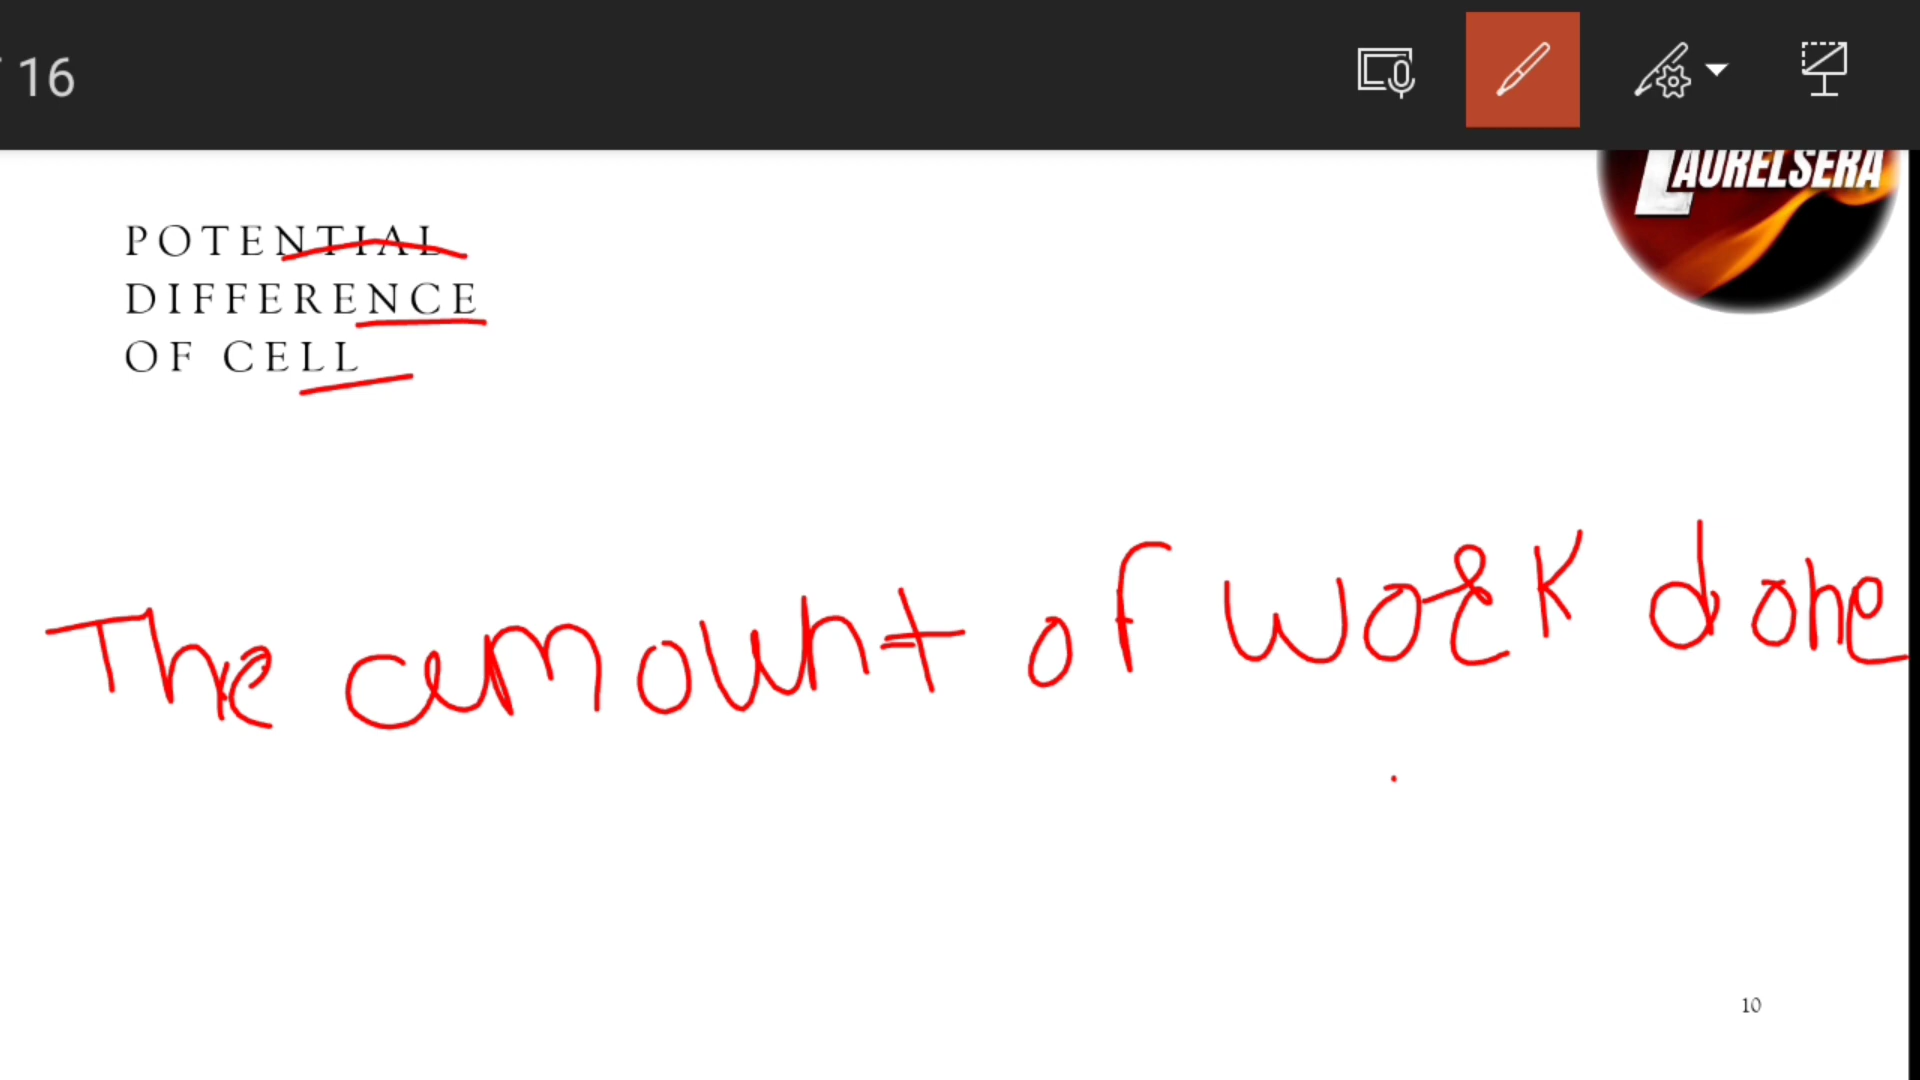 16
LAURELSERA
POTENTIAL
DIFFERENCE
OF CELL
The amount of work done
10